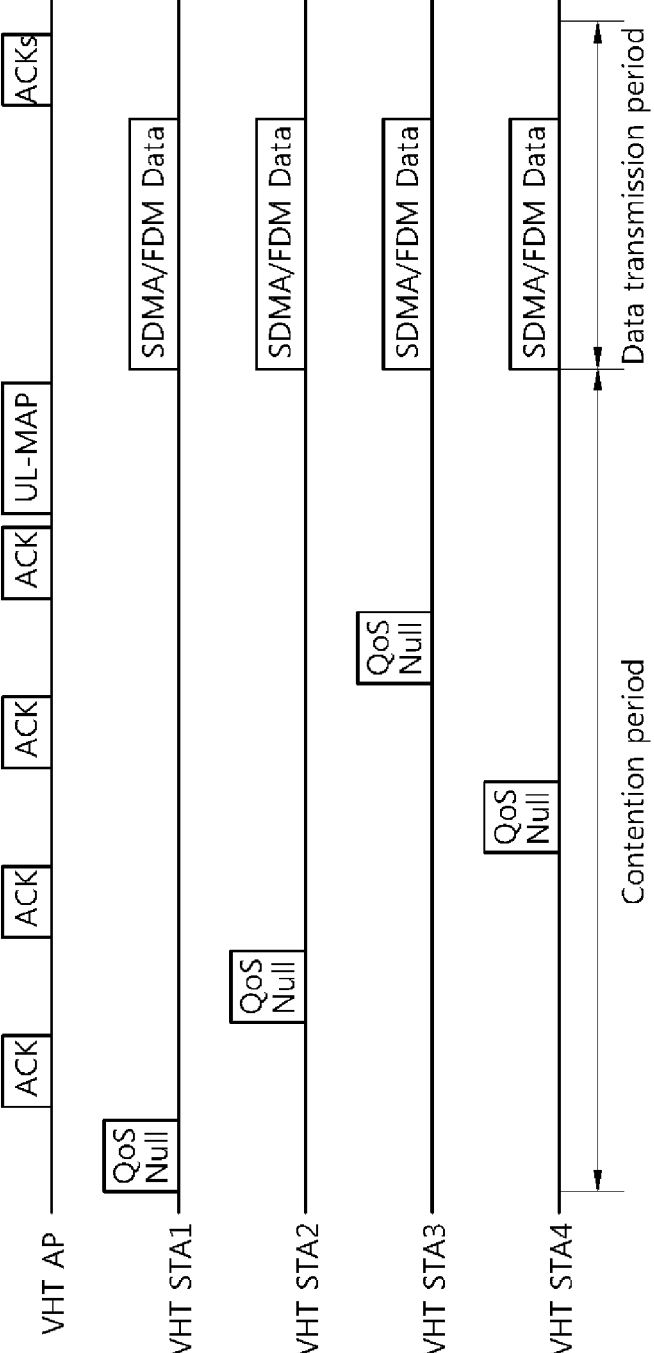 VHT AP
ACK
ACK
ACK
ACK
UL-MAP
ACKs
VHT STA1
QoS
Null
SDMA/FDM Data
VHT STA2
QoS
Null
SDMA/FDM Data
VHT STA3
QoS
Null
SDMA/FDM Data
VHT STA4
QoS
Null
SDMA/FDM Data
Contention period
Data transmission period